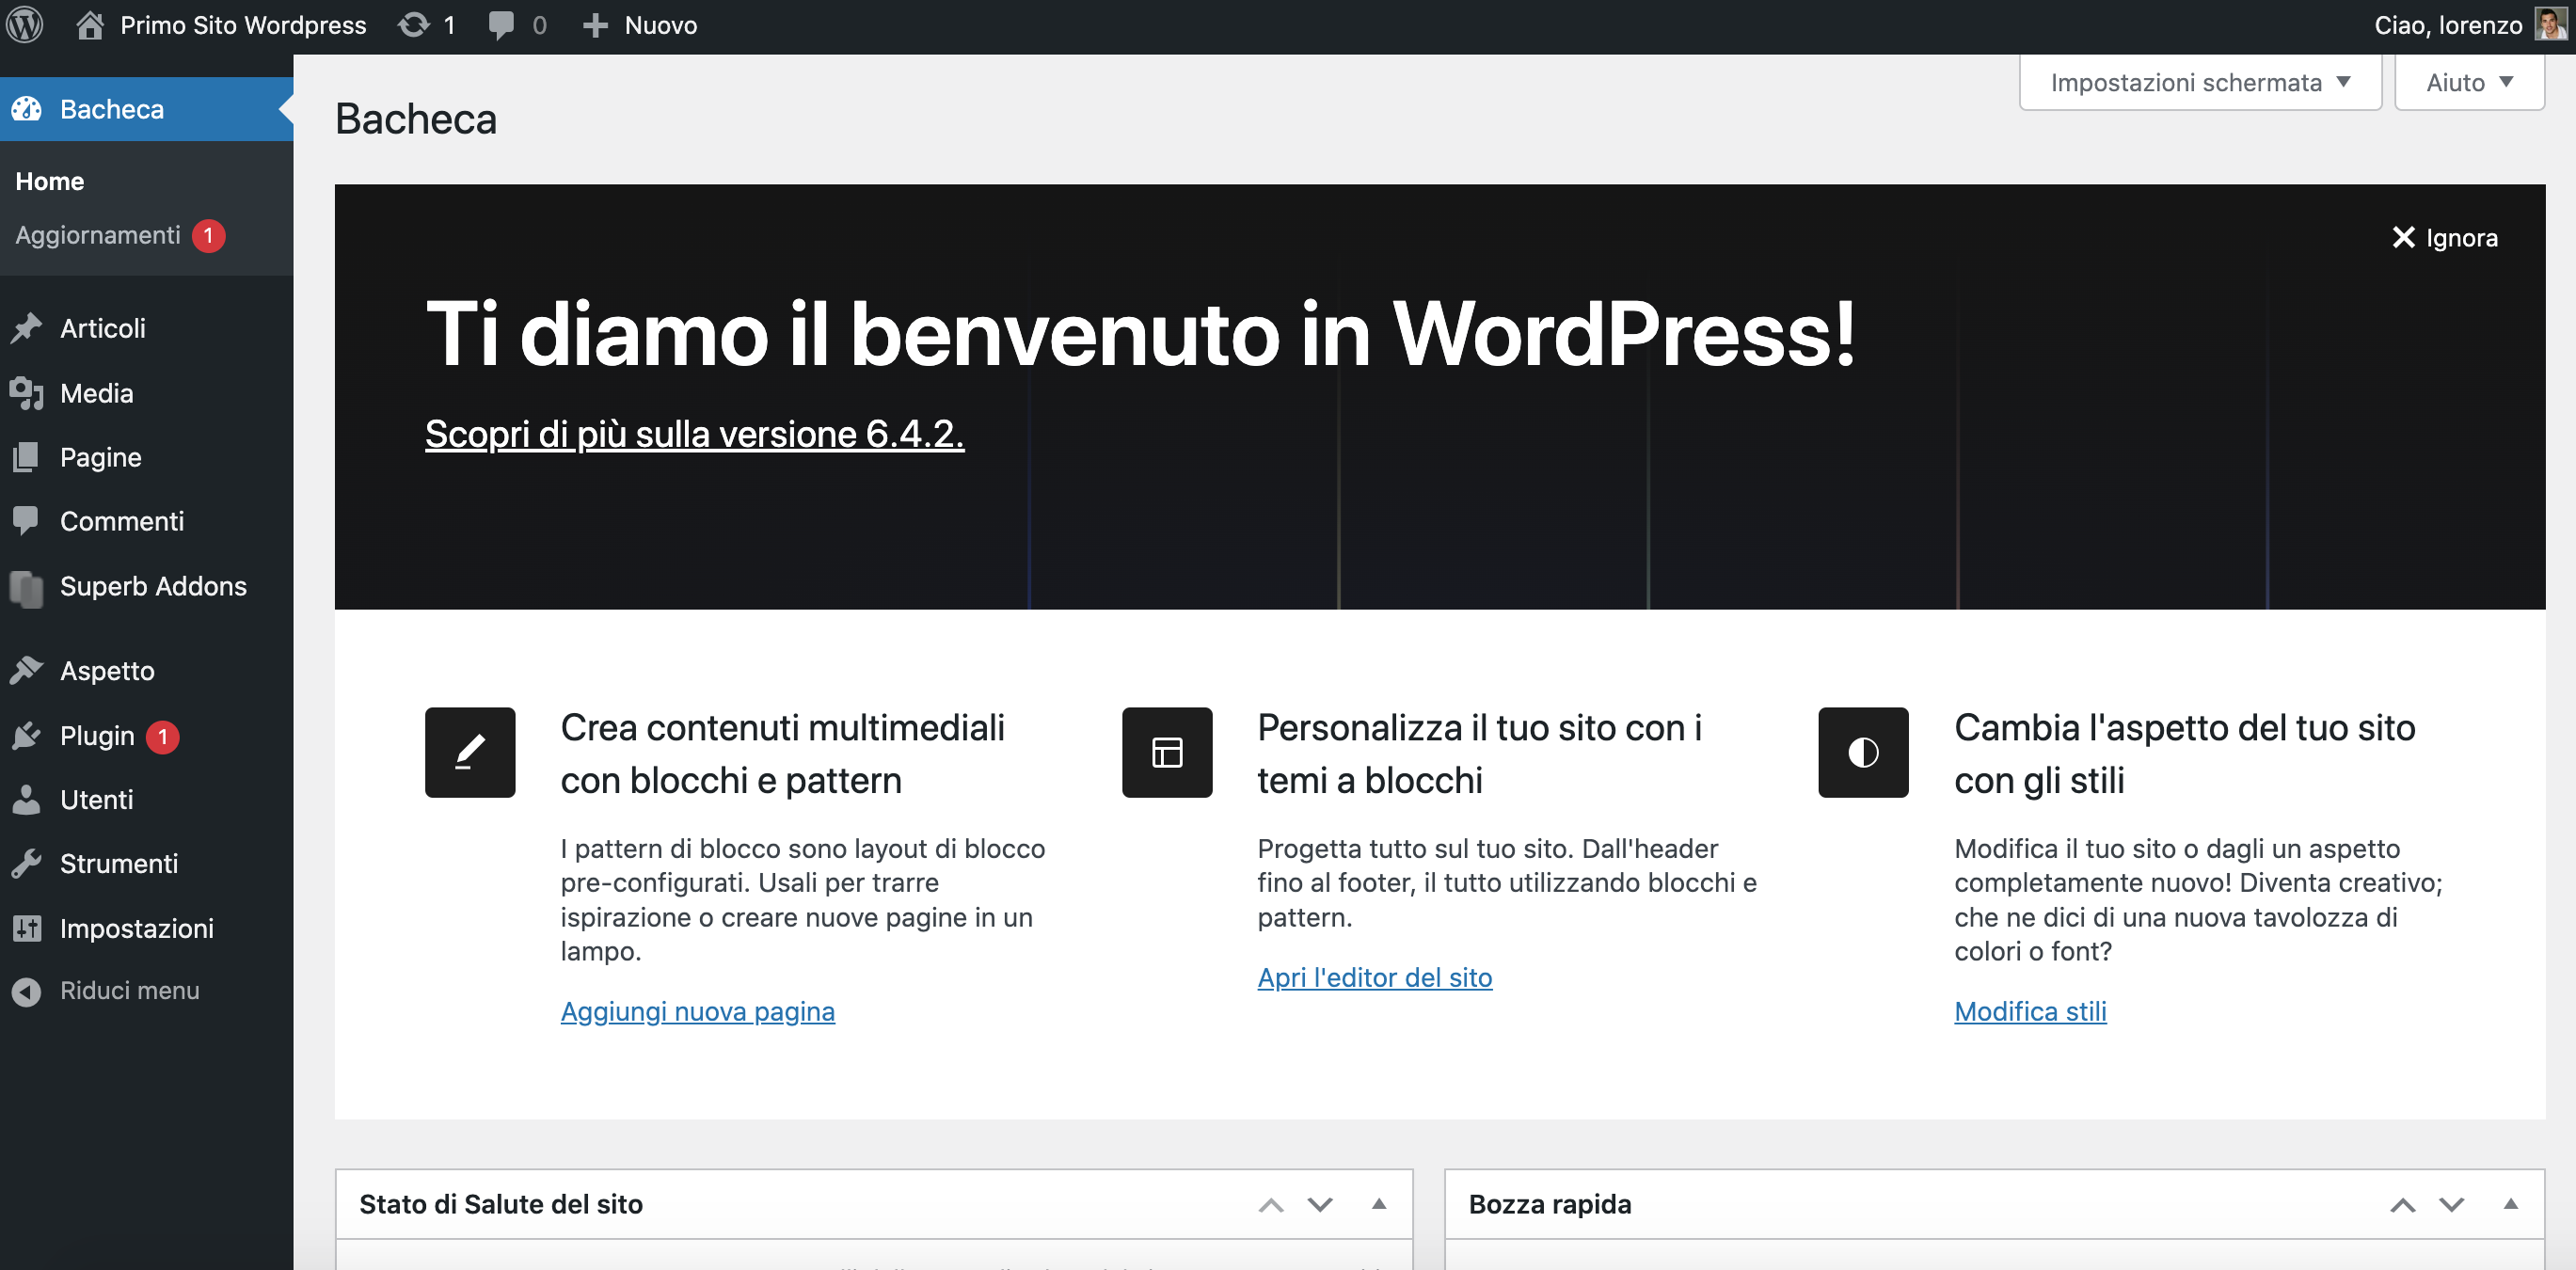 Primo Sito Wordpress 1 0 Nuovo Ciao, lorenzo
Bacheca
Home
Aggiornamenti 1
Articoli
Media
Pagine
Commenti
Superb Addons
Aspetto
Plugin 1
Utenti
Strumenti
Impostazioni
Riduci menu
Impostazioni schermata Aiuto
Bacheca
Ignora
Ti diamo il benvenuto in WordPress!
Scopri di più sulla versione 6.4.2.
Crea contenuti multimediali
con blocchi e pattern
I pattern di blocco sono layout di blocco
pre-configurati. Usali per trarre
ispirazione o creare nuove pagine in un
lampo.
Aggiungi nuova pagina
Personalizza il tuo sito con i
temi a blocchi
Progetta tutto sul tuo sito. Dall'header
fino al footer, il tutto utilizzando blocchi e
pattern.
Apri l'editor del sito
Cambia l'aspetto del tuo sito
con gli stili
Modifica il tuo sito o dagli un aspetto
completamente nuovo! Diventa creativo;
che ne dici di una nuova tavolozza di
colori o font?
Modifica stili
Stato di Salute del sito
Bozza rapida